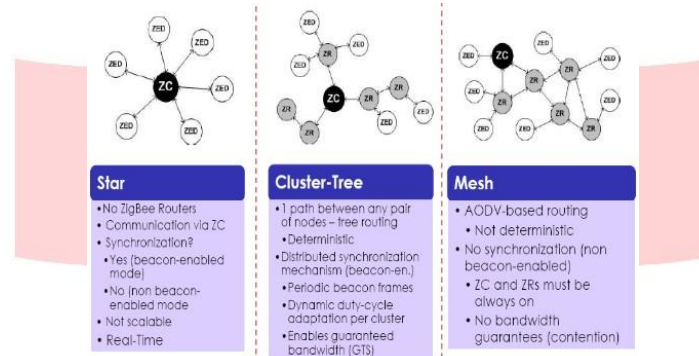 ZED
ZED
ZED
ZED
ZC
ZED
ZED
ZED
ZED
ZED
ZR
ZED
ZR
ZC
ZR
ZR
ZR
ZED
ZED
ZC
ZED
ZED
ZED
ZR
ZR
ZED
ZED
ZR
ZR
ZED
ZED
ZR
Star
•No ZigBee Routers
• Communication via ZC
• Synchronization?
• Yes (beacon-enabled
mode)
• No (non beacon-
enabled mode
• Not scalable
• Real-Time
Cluster-Tree
• 1 path between any pair
of nodes – tree routing
• Deterministic
• Distributed synchronization
mechanism (beacon-en.)
• Periodic beacon frames
• Dynamic duty-cycle
adaptation per cluster
• Enables guaranteed
bandwidth (GTS)
Mesh
• AODV-based routing
• Not deterministic
• No synchronization (non
beacon-enabled)
• ZC and ZRs must be
always on
• No bandwidth
guarantees (contention)